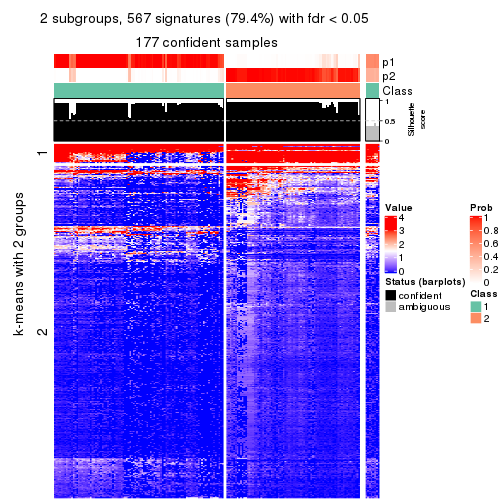 2 subgroups, 567 signatures (79.4%) with fdr < 0.05
177 confident samples
p1
p2
Class
1
0.5
0
Silhouette
score
k-means with 2 groups
1
2
Value
4
3
2
1
0
Prob
1
0.8
0.6
0.4
0.2
0
Status (barplots)
confident
ambiguous
Class
1
2